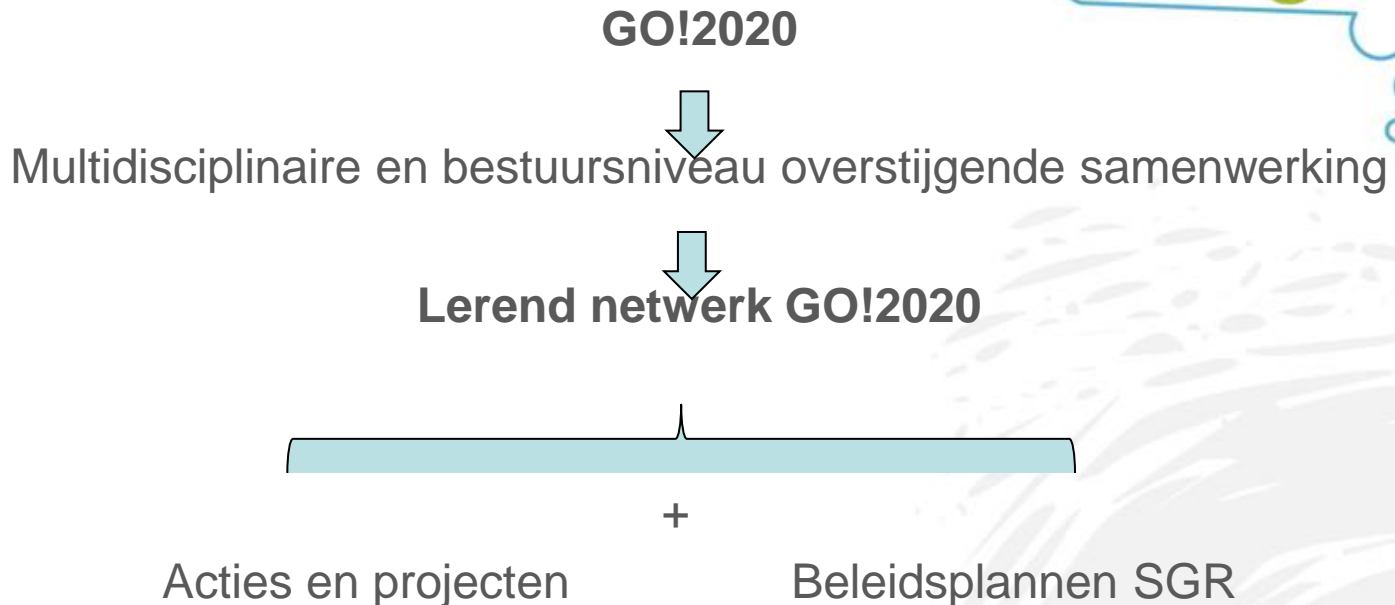 GO!2020
Multidisciplinaire en bestuursniveau overstijgende samenwerking
Lerend netwerk GO!2020
+
Acties en projecten Beleidsplannen SGR